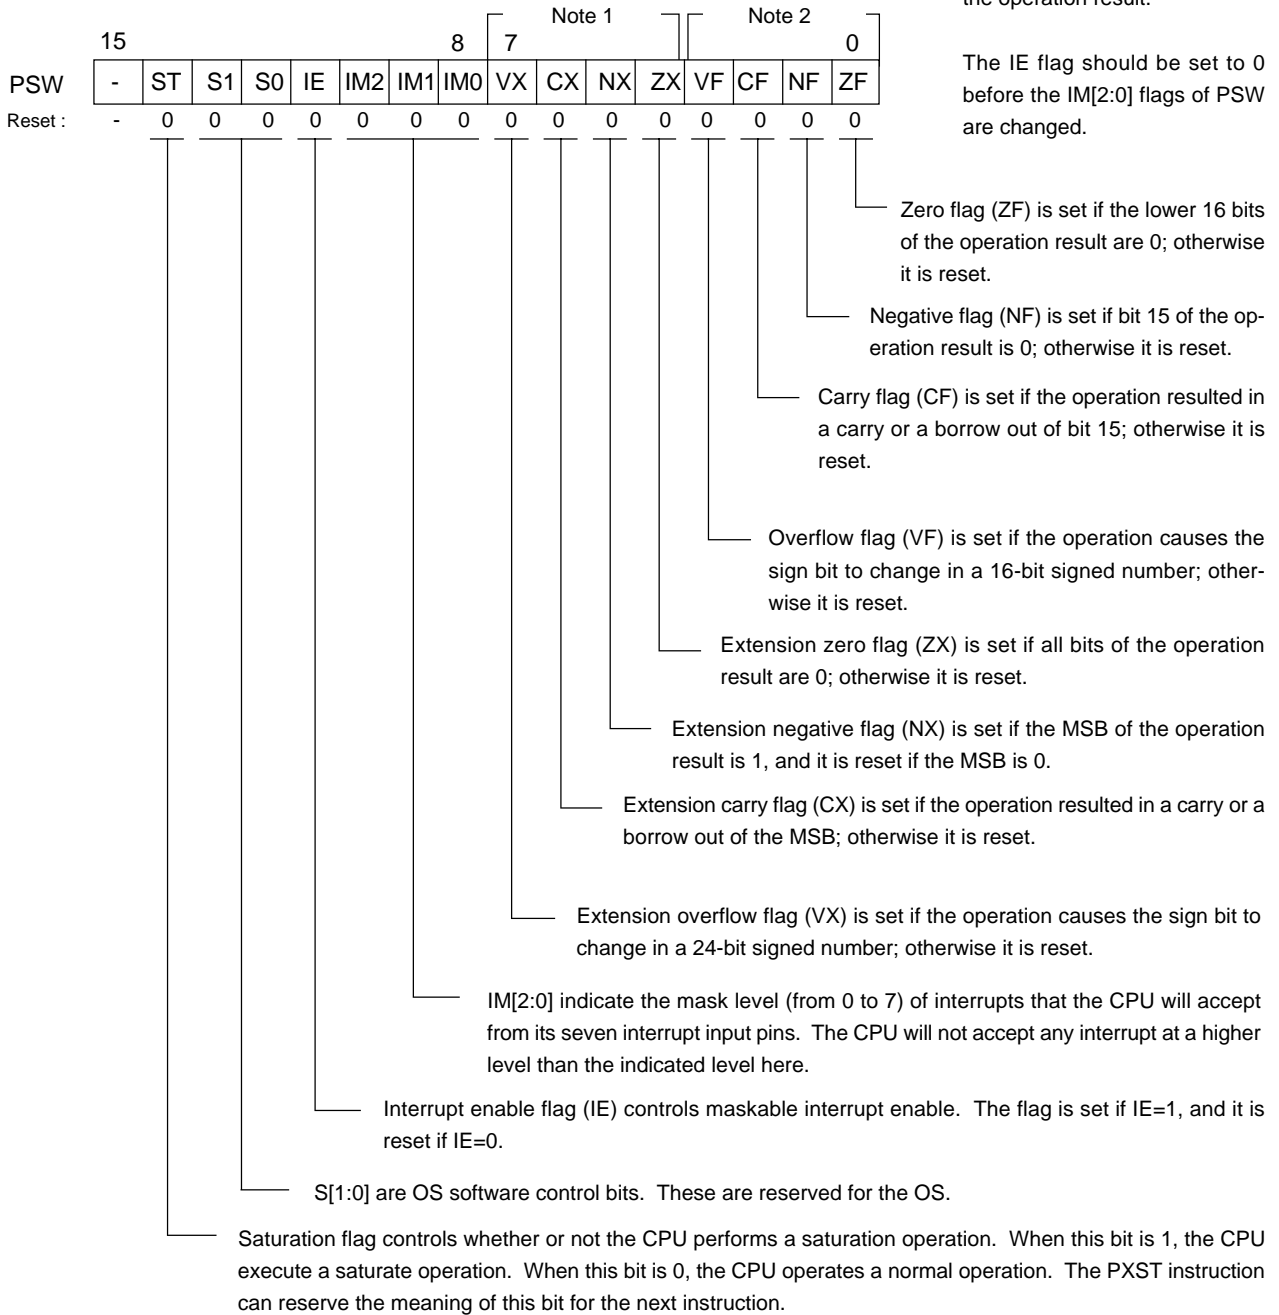 the operation result.
The IE flag should be set to 0
before the IM[2:0] flags of PSW
are changed.
Note 1 Note 2
15 8 7 0
PSW - ST S1 S0 IE IM2 IM1 IM0 VX CX NX ZX VF CF NF ZF
Reset : - 0 0 0 0 0 0 0 0 0 0 0 0 0 0 0
Zero flag (ZF) is set if the lower 16 bits
of the operation result are 0; otherwise
it is reset.
Negative flag (NF) is set if bit 15 of the op-
eration result is 0; otherwise it is reset.
Carry flag (CF) is set if the operation resulted in
a carry or a borrow out of bit 15; otherwise it is
reset.
Overflow flag (VF) is set if the operation causes the
sign bit to change in a 16-bit signed number; other-
wise it is reset.
Extension zero flag (ZX) is set if all bits of the operation
result are 0; otherwise it is reset.
Extension negative flag (NX) is set if the MSB of the operation
result is 1, and it is reset if the MSB is 0.
Extension carry flag (CX) is set if the operation resulted in a carry or a
borrow out of the MSB; otherwise it is reset.
Extension overflow flag (VX) is set if the operation causes the sign bit to
change in a 24-bit signed number; otherwise it is reset.
IM[2:0] indicate the mask level (from 0 to 7) of interrupts that the CPU will accept
from its seven interrupt input pins. The CPU will not accept any interrupt at a higher
level than the indicated level here.
Interrupt enable flag (IE) controls maskable interrupt enable. The flag is set if IE=1, and it is
reset if IE=0.
S[1:0] are OS software control bits. These are reserved for the OS.
Saturation flag controls whether or not the CPU performs a saturation operation. When this bit is 1, the CPU
execute a saturate operation. When this bit is 0, the CPU operates a normal operation. The PXST instruction
can reserve the meaning of this bit for the next instruction.